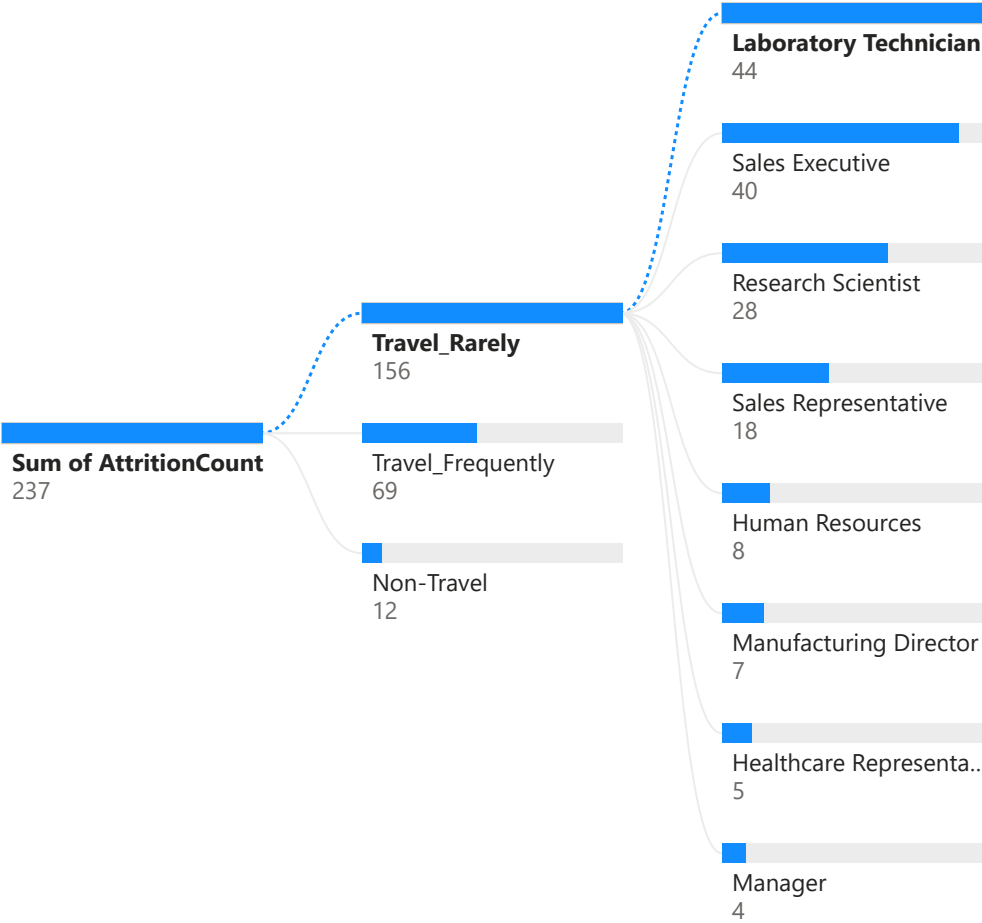 Sum of AttritionCount
237
Travel_Rarely
156
Travel_Frequently
69
Non-Travel
12
Laboratory Technician
44
Sales Executive
40
Research Scientist
28
Sales Representative
18
Human Resources
8
Manufacturing Director
7
Healthcare Representa..
5
Manager
4